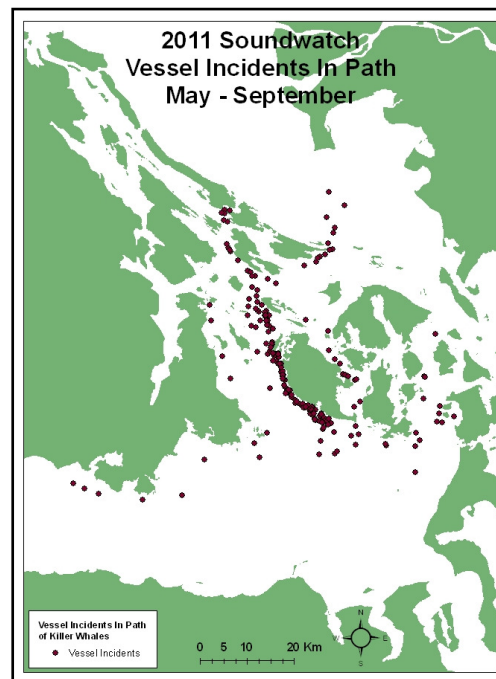 2011 Soundwatch
Vessel Incidents In Path
May - September
N
W E
S
Vessel Incidents In Path
of Killer Whales
Vessel Incidents
0 5 10 20 Km